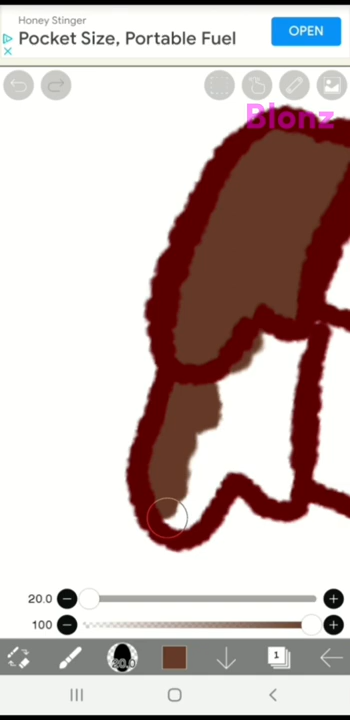 Honey Stinger
Pocket Size, Portable Fuel
OPEN
Blonz
20.0
100
20.0
1